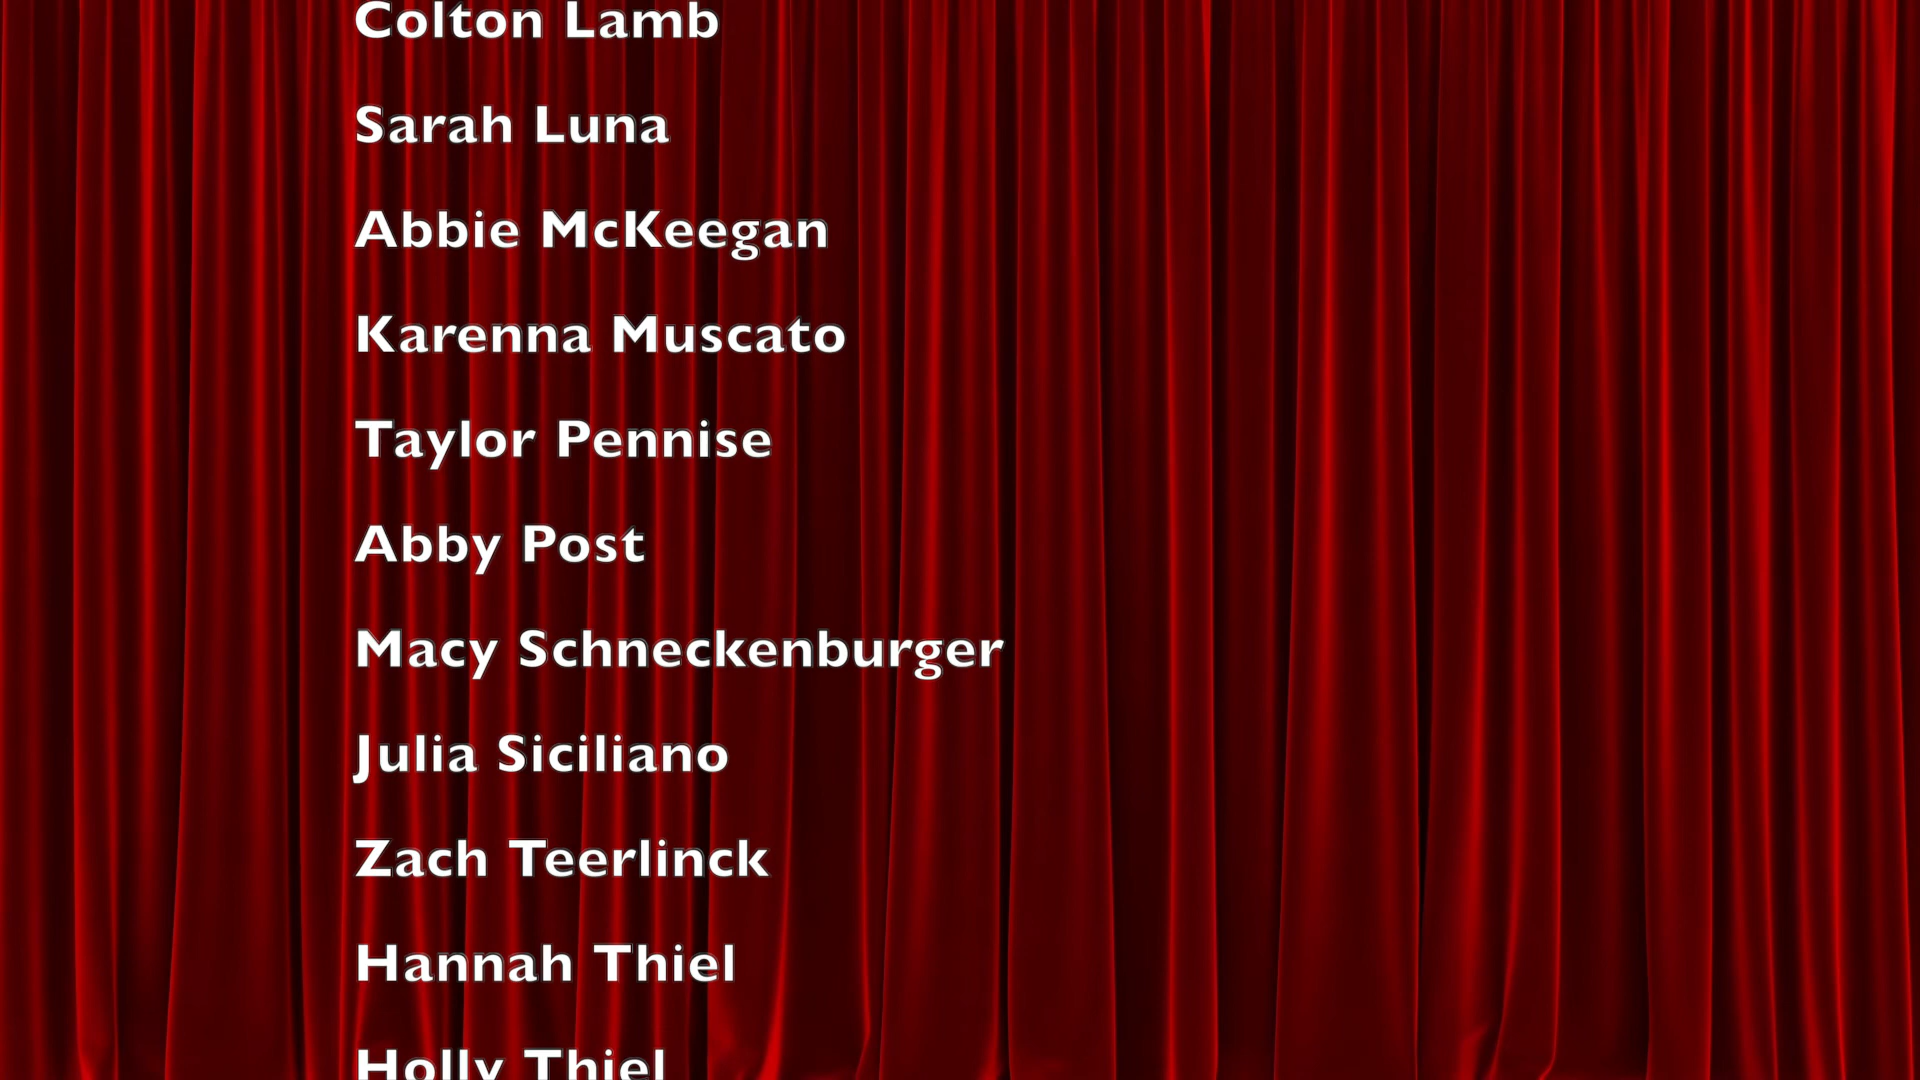 Colton Lamb
Sarah Luna
Abbie McKeegan
Karenna Muscato
Taylor Pennise
Abby Post
Macy Schneckenburger
Julia Siciliano
Zach Teerlinck
Hannah Thiel
Holly Thiel